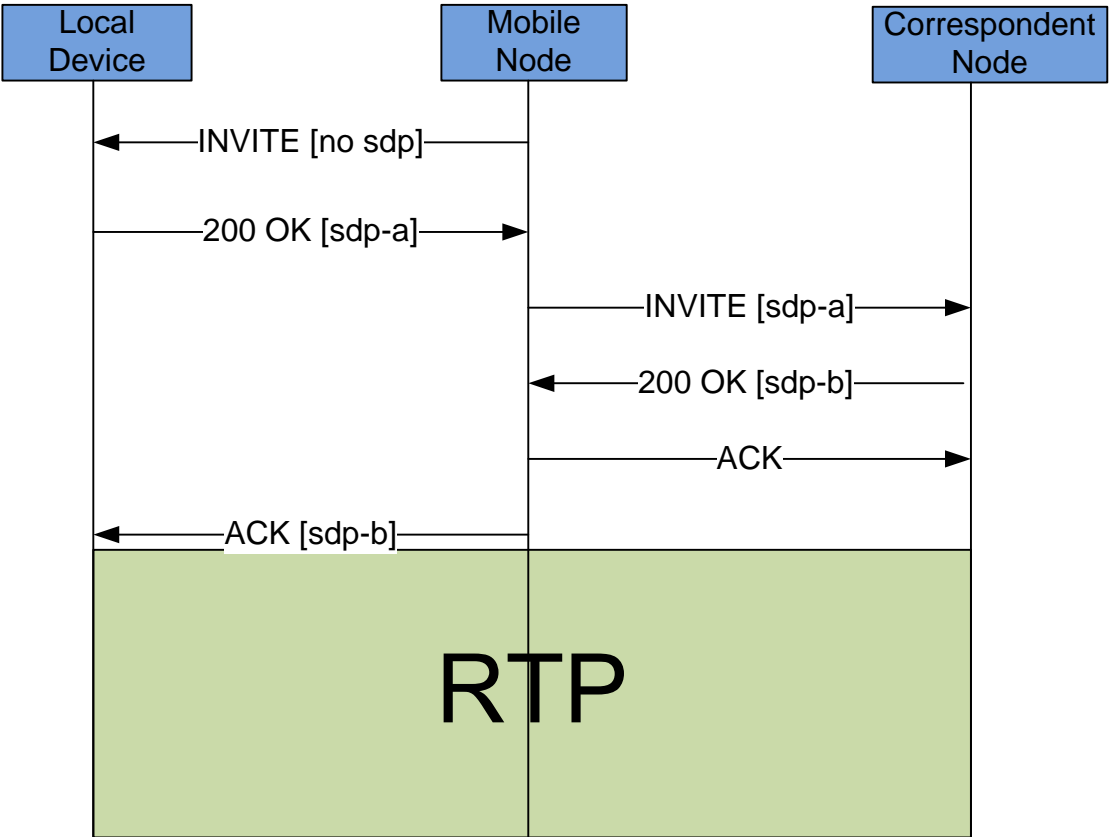 Local
Device
Mobile
Node
Correspondent
Node
INVITE [no sdp]
200 OK [sdp-a]
INVITE [sdp-a]
200 OK [sdp-b]
ACK
ACK [sdp-b]
RTP